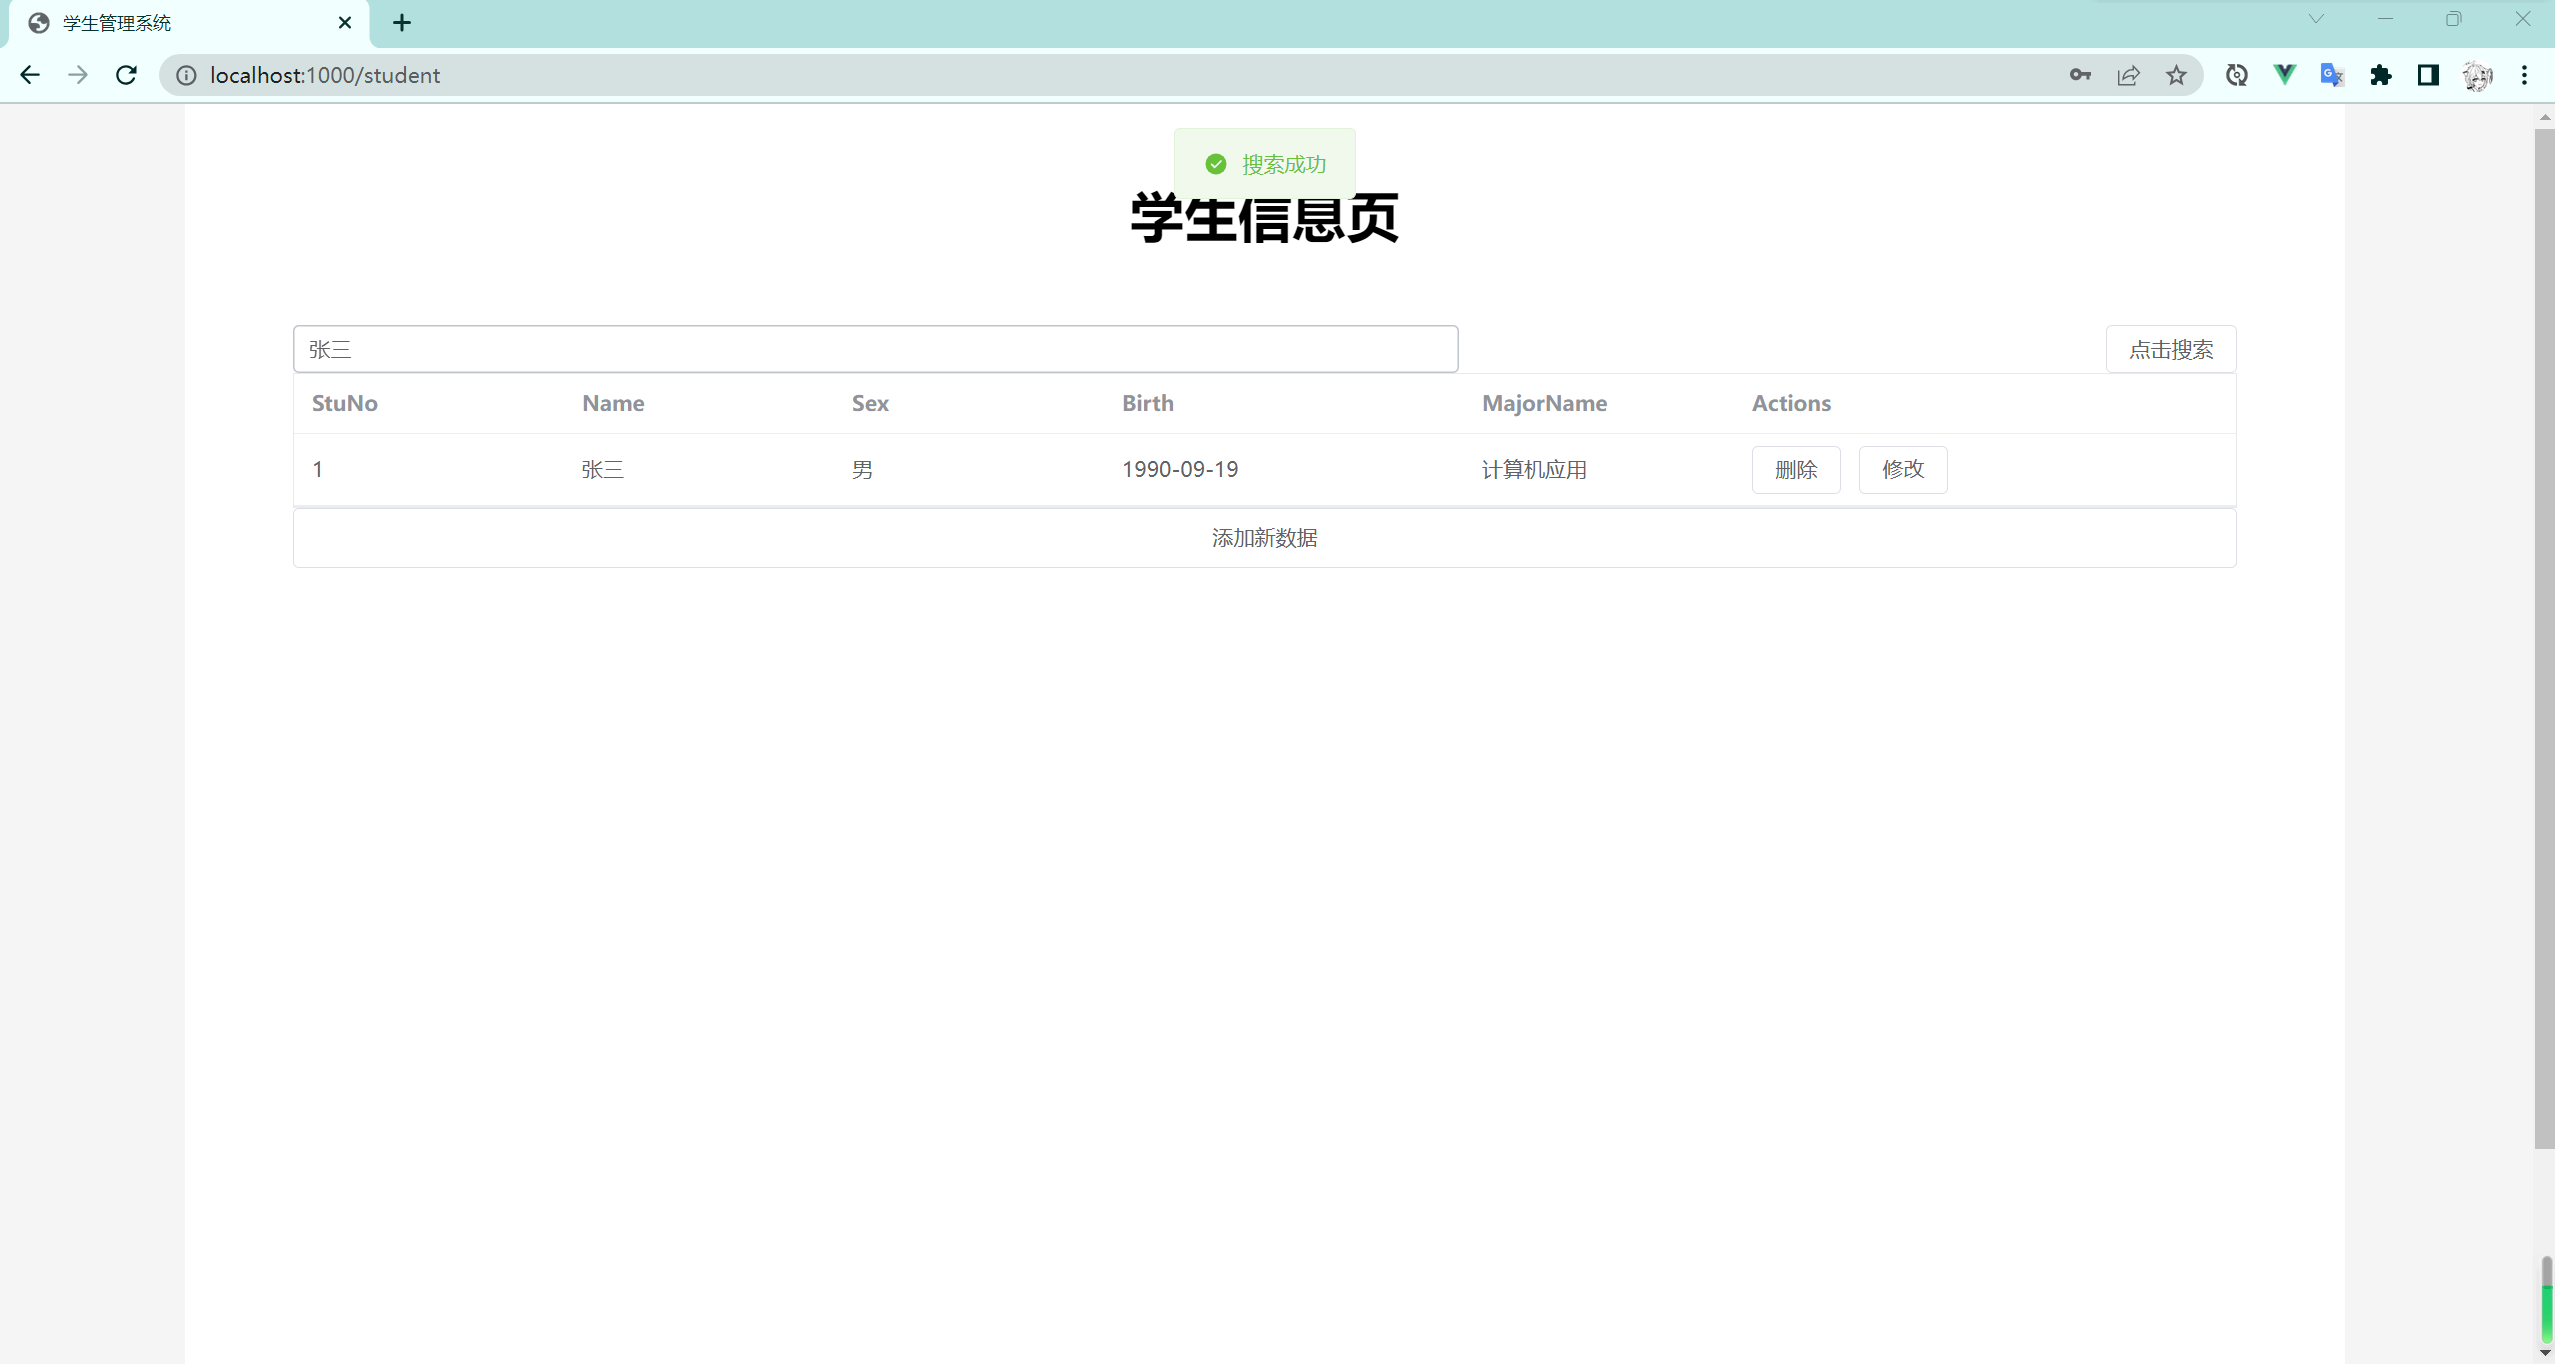 学生管理系统
localhost:1000/student
搜索成功
学生信息页
张三 点击搜索
StuNo Name Sex Birth MajorName Actions
1 张三 男 1990-09-19 计算机应用 删除 修改
添加新数据